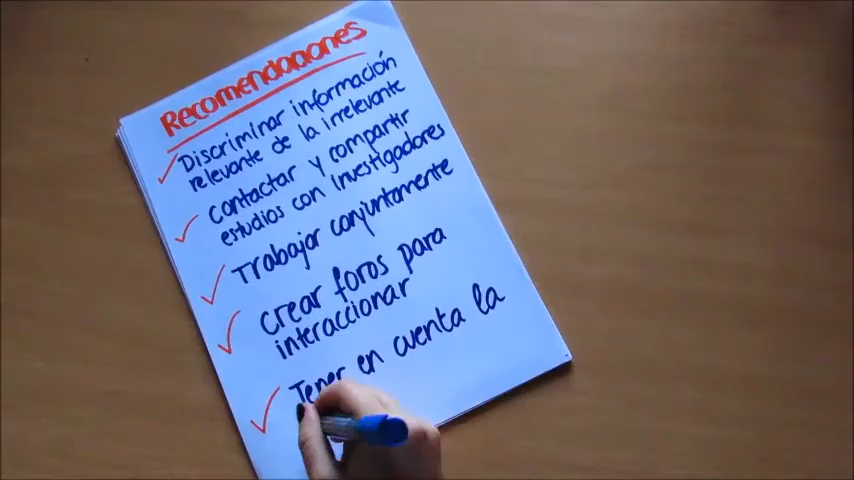 Recomendaciones
Discriminar información
relevante de la irrelevante
Contactar y compartir
estudios con investigadores
Trabajar conjuntamente
Crear foros para
interaccionar
Tener en cuenta la